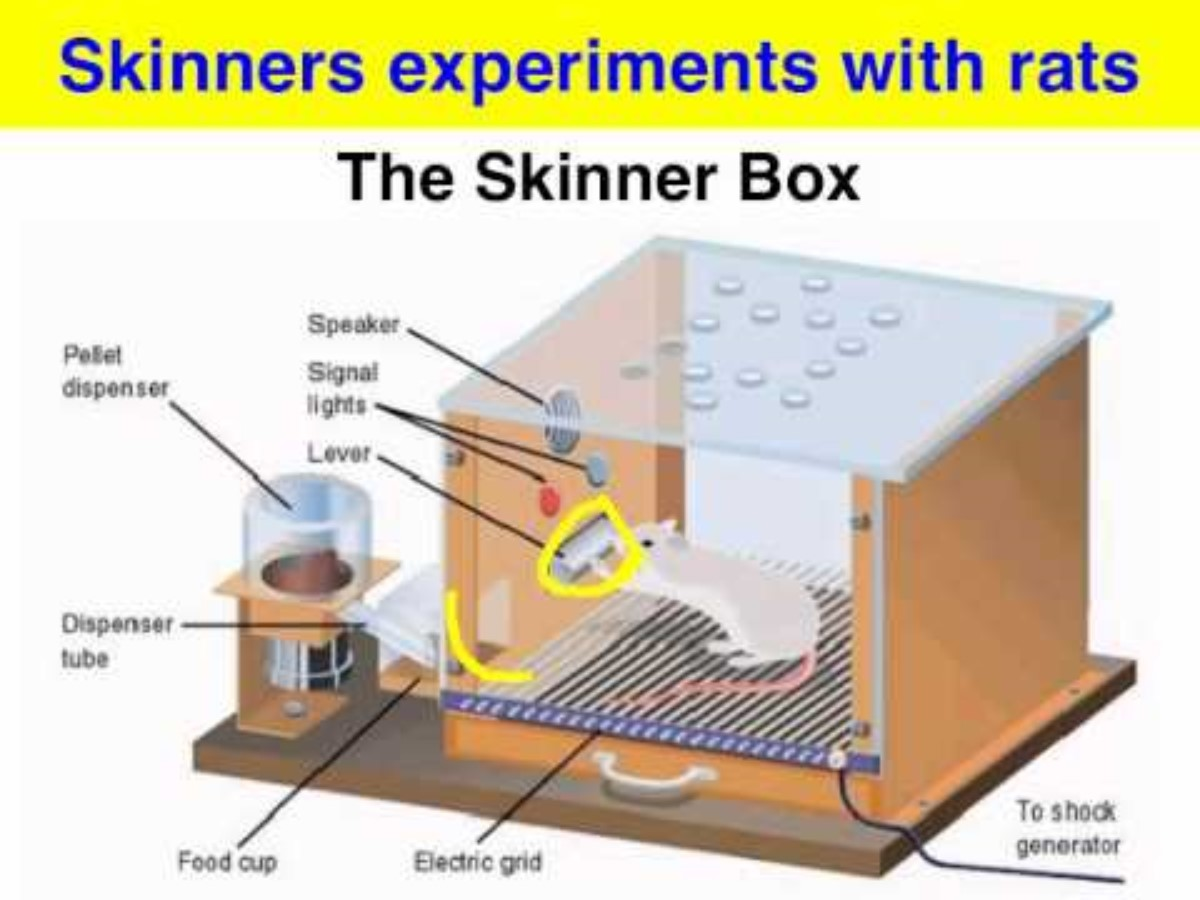 Skinners experiments with rats
The Skinner Box
Speaker
Pellet
dispenser
Signal
lights
Lever
Dispenser
tube
Food cup
Electric grid
To shock
generator